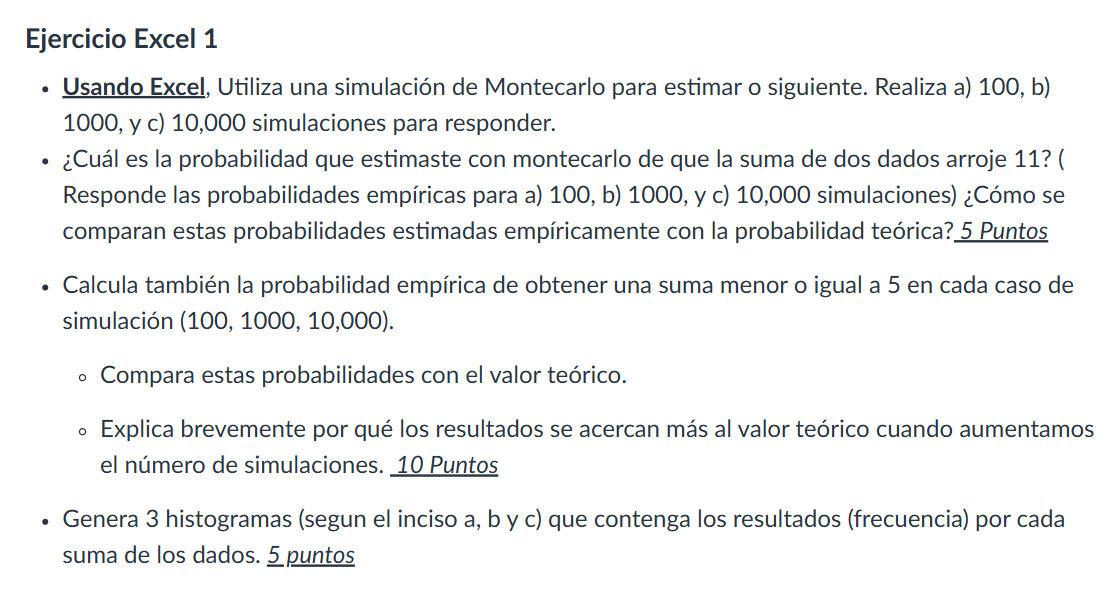 Ejercicio Excel 1
• Usando Excel, Utiliza una simulación de Montecarlo para estimar o siguiente. Realiza a) 100, b)
1000, y c) 10,000 simulaciones para responder.
• ¿Cuál es la probabilidad que estimaste con montecarlo de que la suma de dos dados arroje 11? (
Responde las probabilidades empíricas para a) 100, b) 1000, y c) 10,000 simulaciones) ¿Cómo se
comparan estas probabilidades estimadas empíricamente con la probabilidad teórica? 5 Puntos
• Calcula también la probabilidad empírica de obtener una suma menor o igual a 5 en cada caso de
simulación (100, 1000, 10,000).
◦ Compara estas probabilidades con el valor teórico.
◦ Explica brevemente por qué los resultados se acercan más al valor teórico cuando aumentamos
el número de simulaciones. 10 Puntos
• Genera 3 histogramas (segun el inciso a, b y c) que contenga los resultados (frecuencia) por cada
suma de los dados. 5 puntos